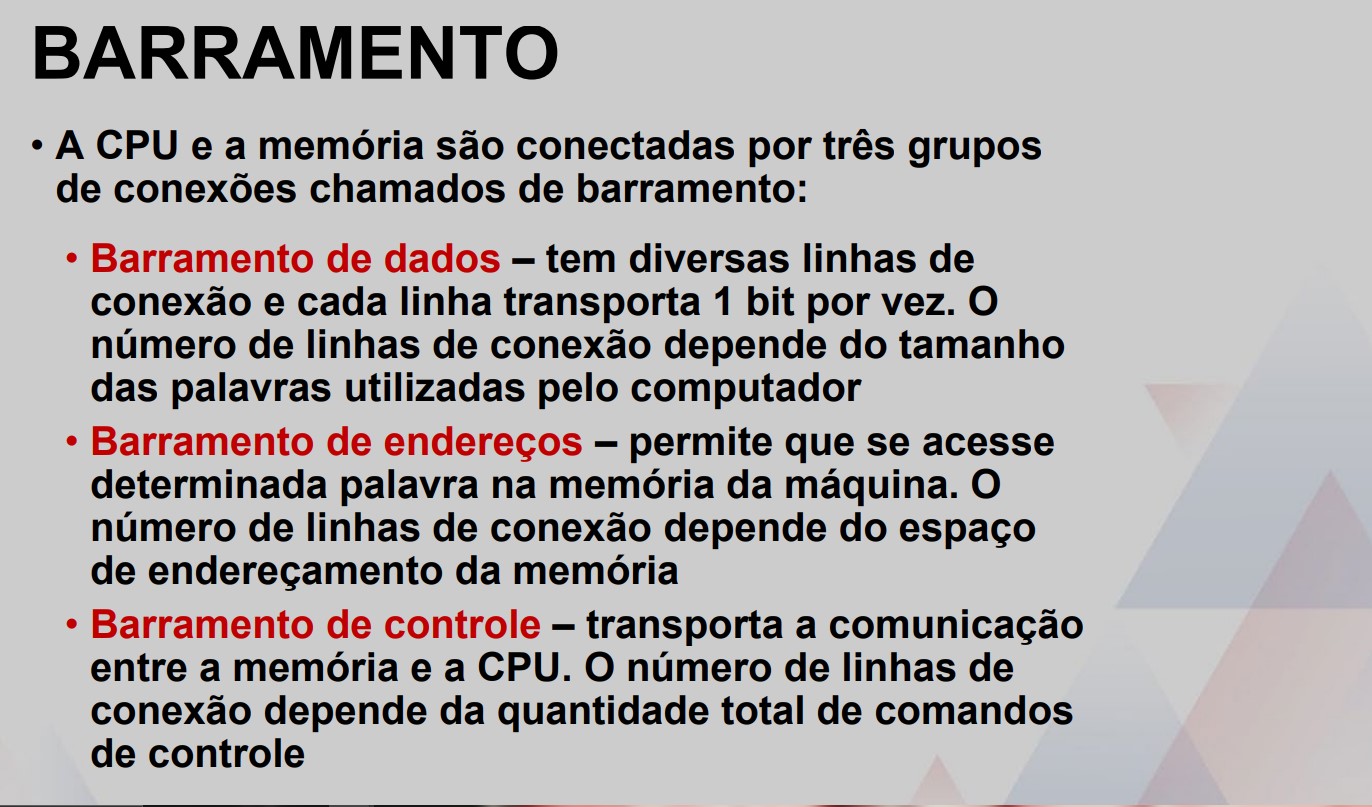 BARRAMENTO
• A CPU e a memória são conectadas por três grupos
de conexões chamados de barramento:
• Barramento de dados – tem diversas linhas de
conexão e cada linha transporta 1 bit por vez. O
número de linhas de conexão depende do tamanho
das palavras utilizadas pelo computador
• Barramento de endereços – permite que se acesse
determinada palavra na memória da máquina. O
número de linhas de conexão depende do espaço
de endereçamento da memória
• Barramento de controle – transporta a comunicação
entre a memória e a CPU. O número de linhas de
conexão depende da quantidade total de comandos
de controle